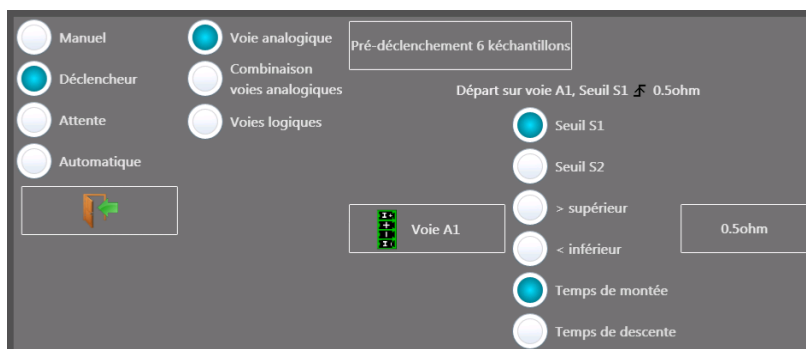 Manuel
Déclencheur
Attente
Automatique
Voie analogique
Combinaison
voies analogiques
Voies logiques
Pré-déclenchement 6 kéchantillons
Départ sur voie A1, Seuil S1 0.5ohm
Voie A1
Seuil S1
Seuil S2
> supérieur
< inférieur
Temps de montée
Temps de descente
0.5ohm